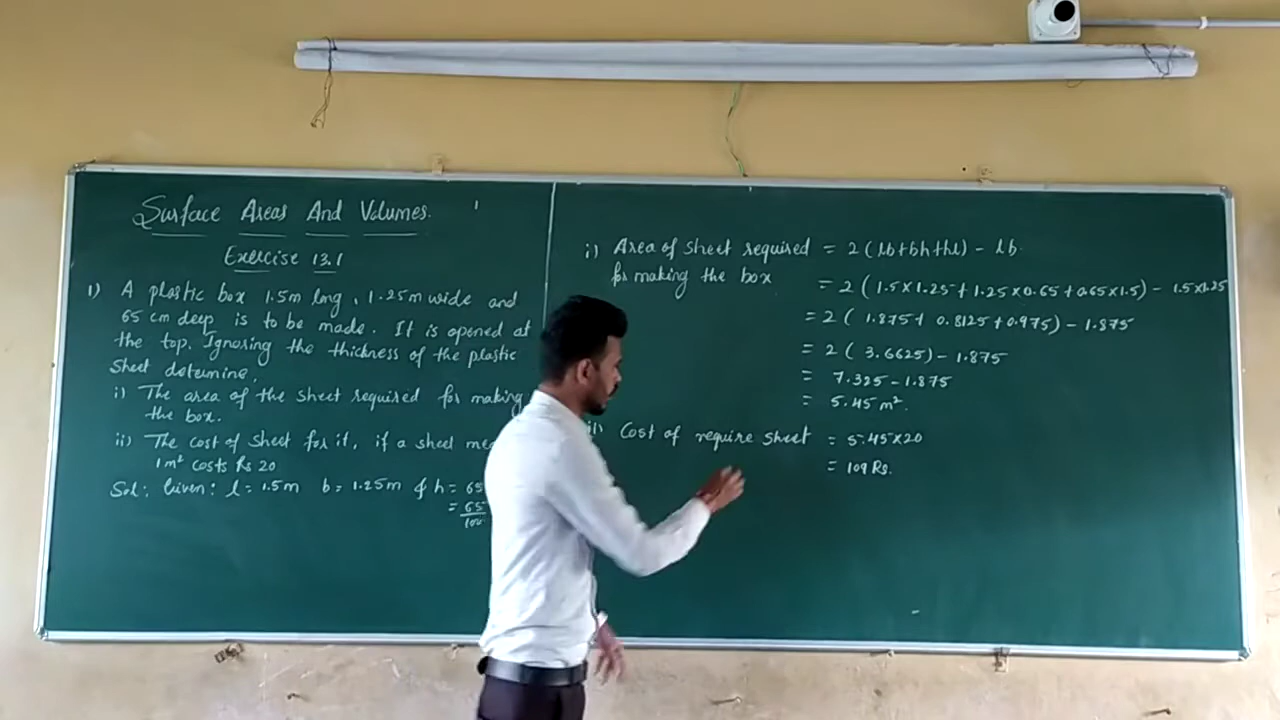 Surface Areas And Volumes.
Exercise 13.1
1) A plastic box 1.5m long, 1.25m wide and
65 cm deep is to be made. It is opened at
the top. Ignoring the thickness of the plastic
Sheet determine,
i) The area of the sheet required for making
the box.
ii) The cost of sheet for it, if a sheet
1m² costs Rs 20
Sol: Given: l = 1.5m b = 1.25m & h = 65
= 65
100
i) Area of sheet required = 2(lb+bh+hl) - lb.
for making the box = 2(1.5×1.25+1.25×0.65+0.65×1.5) - 1.5×1.25
= 2(1.875+0.8125+0.975) - 1.875
= 2(3.6625) - 1.875
= 7.325 - 1.875
= 5.45 m².
ii) Cost of require sheet = 5.45×20
= 109 Rs.